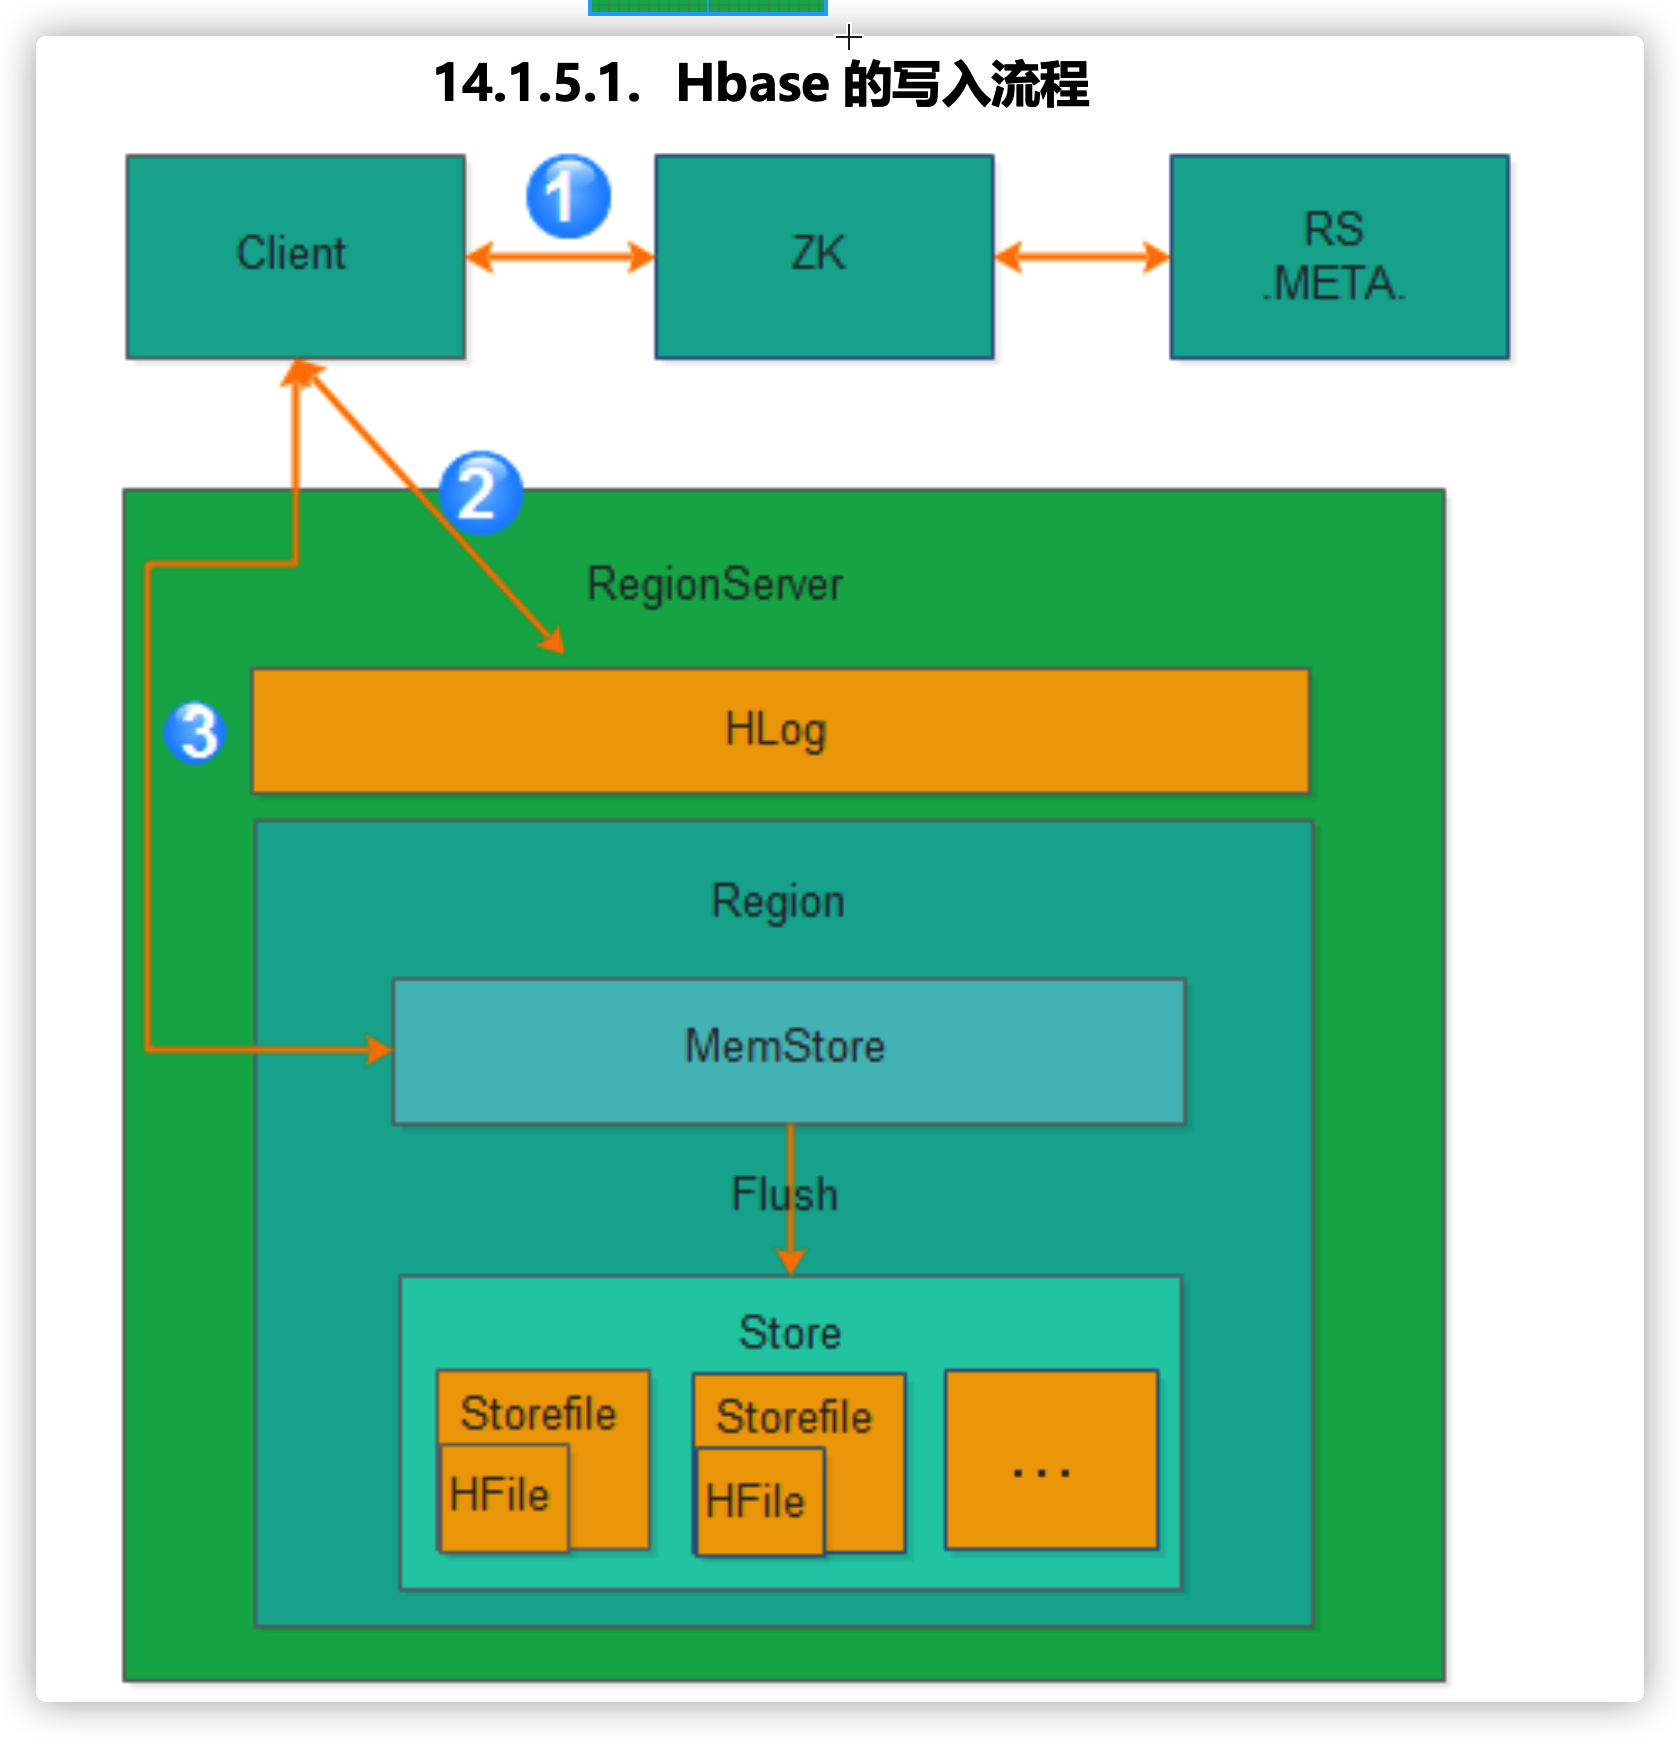 14.1.5.1. Hbase 的写入流程
1
Client
ZK
RS
.META.
2
RegionServer
3
HLog
Region
MemStore
Flush
Store
Storefile
HFile
Storefile
HFile
...